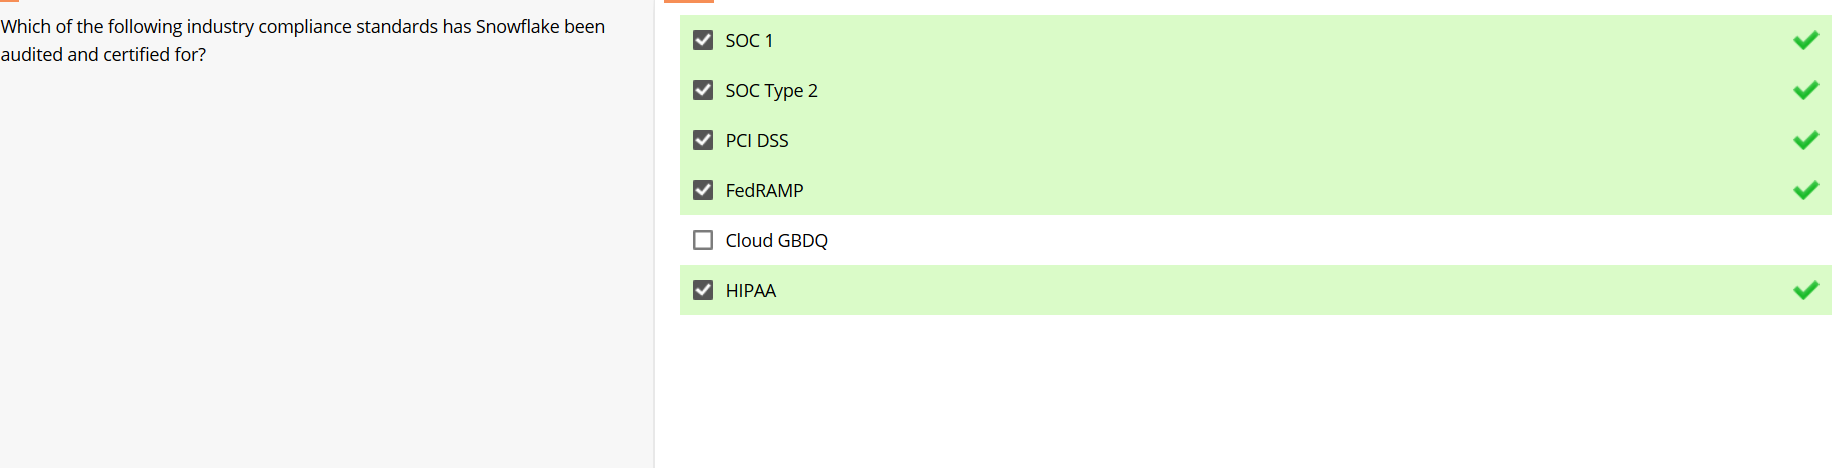 Which of the following industry compliance standards has Snowflake been
audited and certified for?
SOC 1
SOC Type 2
PCI DSS
FedRAMP
Cloud GBDQ
HIPAA